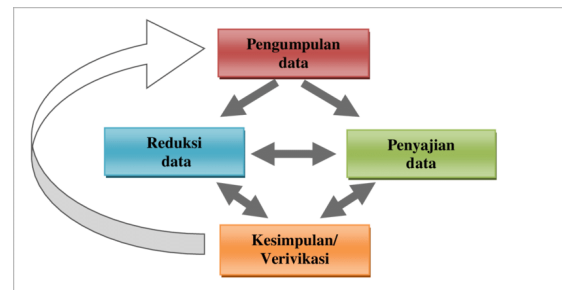 Pengumpulan
data
Reduksi
data
Penyajian
data
Kesimpulan/
Verivikasi